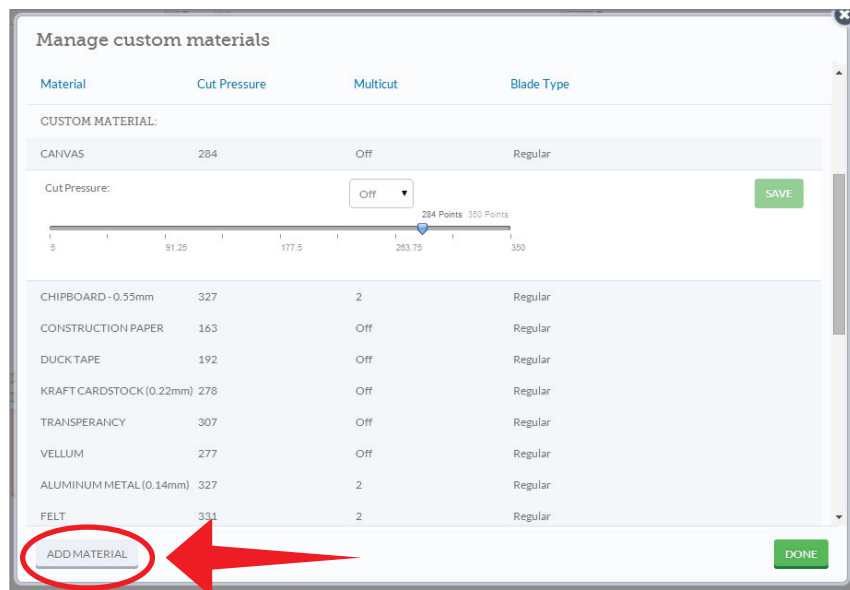 Manage custom materials
Material Cut Pressure Multicut Blade Type
CUSTOM MATERIAL:
CANVAS 284 Off Regular
Cut Pressure: Off SAVE
284 Points 350 Points
5 91.25 177.5 263.75 350
CHIPBOARD - 0.55mm 327 2 Regular
CONSTRUCTION PAPER 163 Off Regular
DUCK TAPE 192 Off Regular
KRAFT CARDSTOCK (0.22mm) 278 Off Regular
TRANSPERANCY 307 Off Regular
VELLUM 277 Off Regular
ALUMINUM METAL (0.14mm) 327 2 Regular
FELT 331 2 Regular
ADD MATERIAL DONE